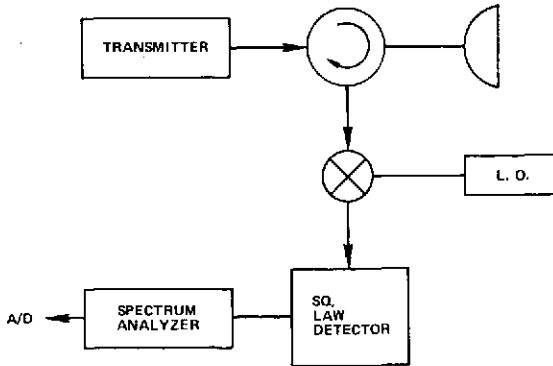 TRANSMITTER
L. O.
SQ.
LAW
DETECTOR
SPECTRUM
ANALYZER
A/D